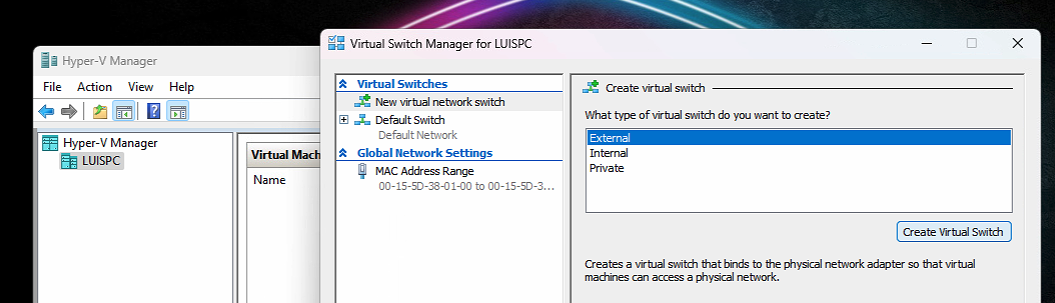 Hyper-V Manager
File Action View Help
Hyper-V Manager
LUISPC
Virtual Mach
Name
Virtual Switch Manager for LUISPC
Virtual Switches
New virtual network switch
Default Switch
Default Network
Global Network Settings
MAC Address Range
00-15-5D-38-01-00 to 00-15-5D-3...
Create virtual switch
What type of virtual switch do you want to create?
External
Internal
Private
Create Virtual Switch
Creates a virtual switch that binds to the physical network adapter so that virtual
machines can access a physical network.